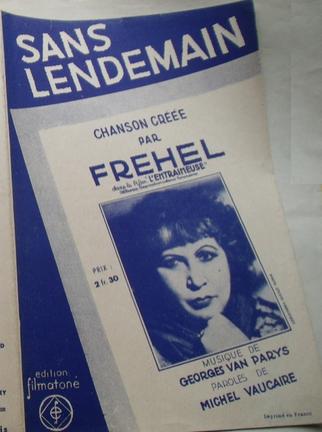 SANS
LENDEMAIN
CHANSON CRÉÉE
PAR
FREHEL
dans le film "L'ENTRAINEUSE"
PRIX :
2 fr. 30
MUSIQUE DE
GEORGES VAN PARYS
PAROLES DE
MICHEL VAUCAIRE
édition
filmatone
Imprimé en France